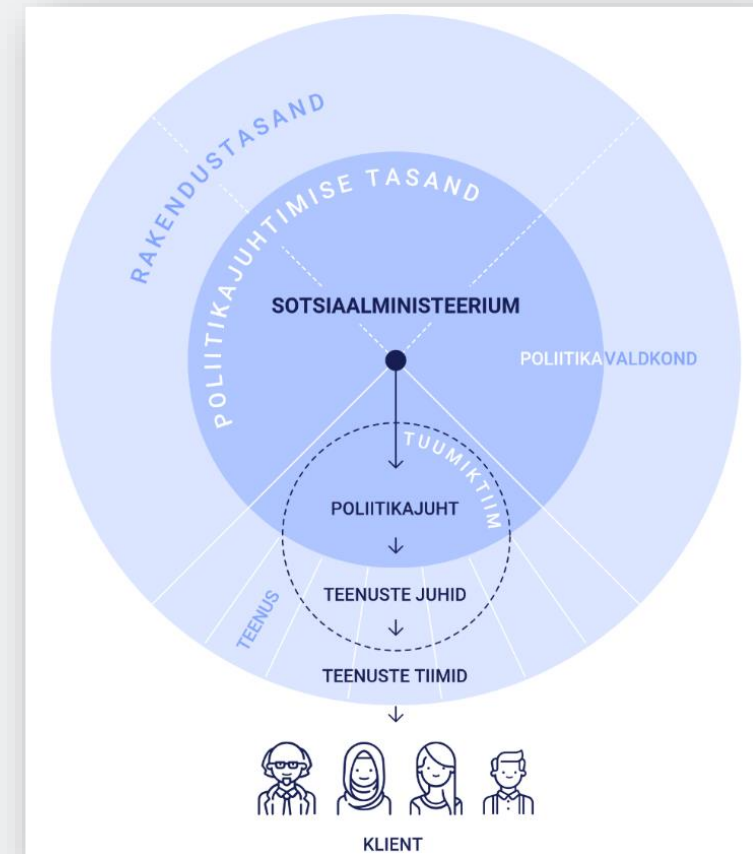 RAKENDUSTASAND
POLIITIKAJUHTIMISE TASAND
SOTSIAALMINISTEERIUM
POLIITIKAVALDKOND
TUUMIKTIIM
POLIITIKAJUHT
TEENUSTE JUHID
TEENUS
TEENUSTE TIIMID
KLIENT